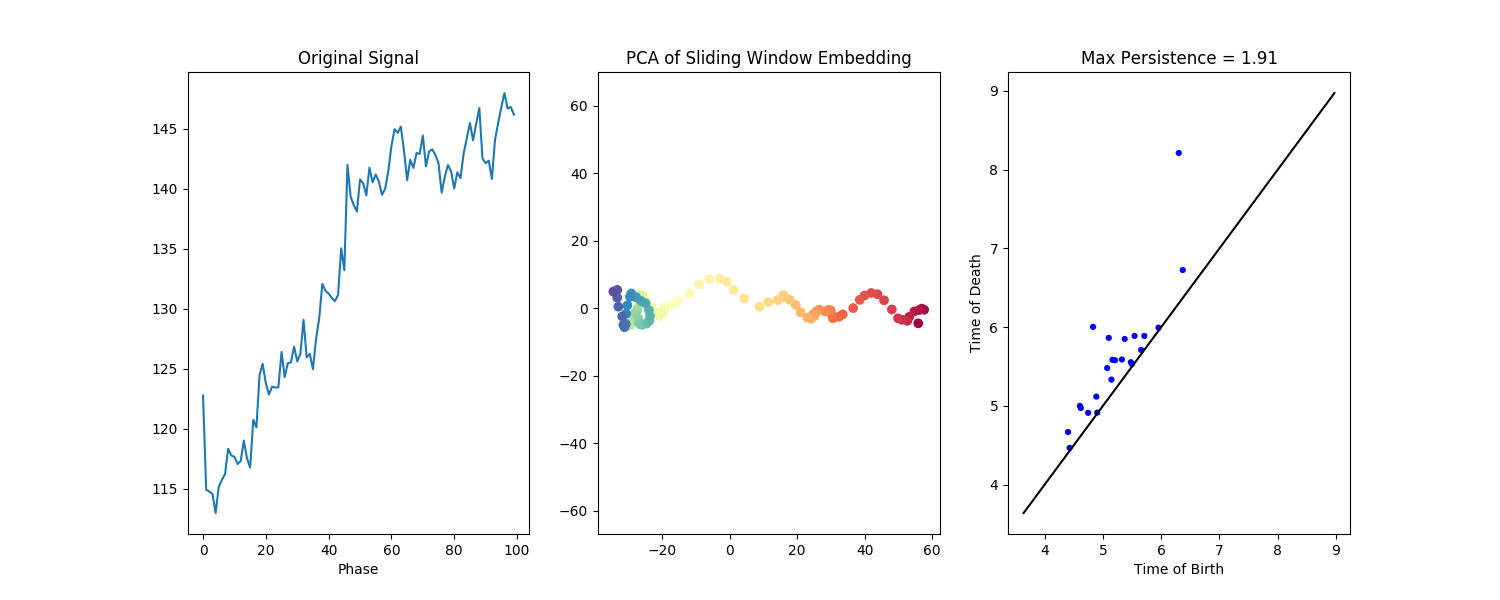 Original Signal
145
140
135
130
125
120
115
0 20 40 60 80 100
Phase
PCA of Sliding Window Embedding
60
40
20
0
−20
−40
−60
−20 0 20 40 60
Max Persistence = 1.91
Time of Death
9
8
7
6
5
4
4 5 6 7 8 9
Time of Birth